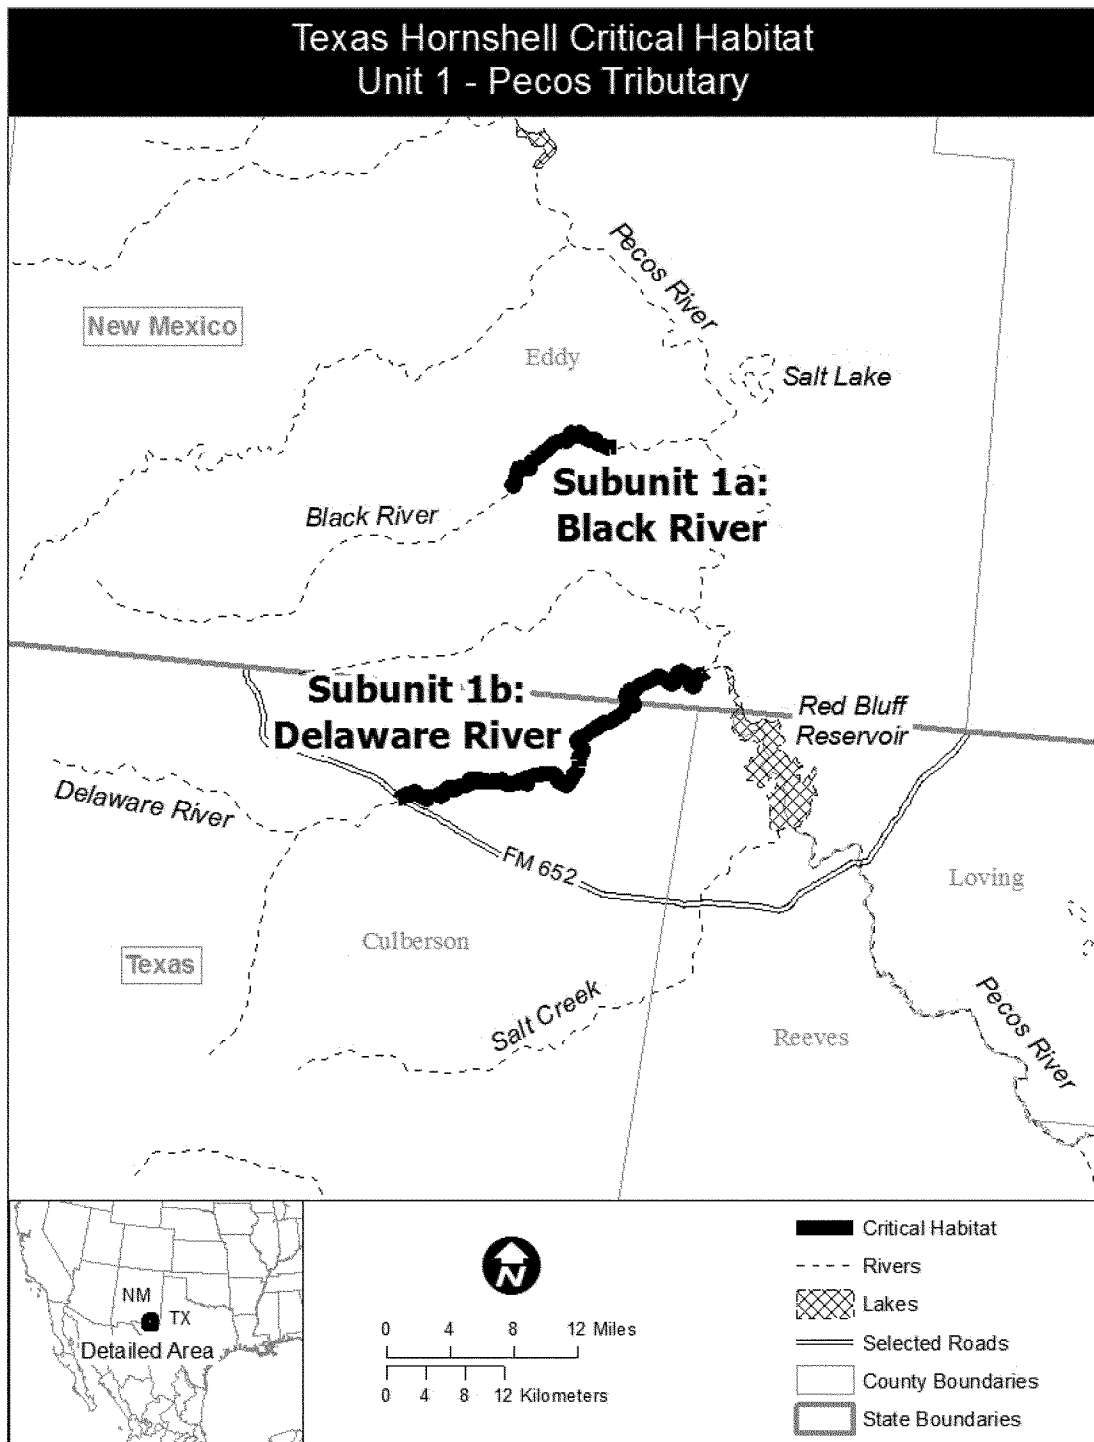 Texas Hornshell Critical Habitat
Unit 1 - Pecos Tributary
Pecos River
New Mexico
Eddy
Salt Lake
Subunit 1a:
Black River
Black River
Subunit 1b:
Delaware River
Red Bluff
Reservoir
Delaware River
FM 652
Loving
Culberson
Texas
Salt Creek
Pecos River
Reeves
NM
TX
Detailed Area
N
0 4 8 12 Miles
0 4 8 12 Kilometers
Critical Habitat
Rivers
Lakes
Selected Roads
County Boundaries
State Boundaries